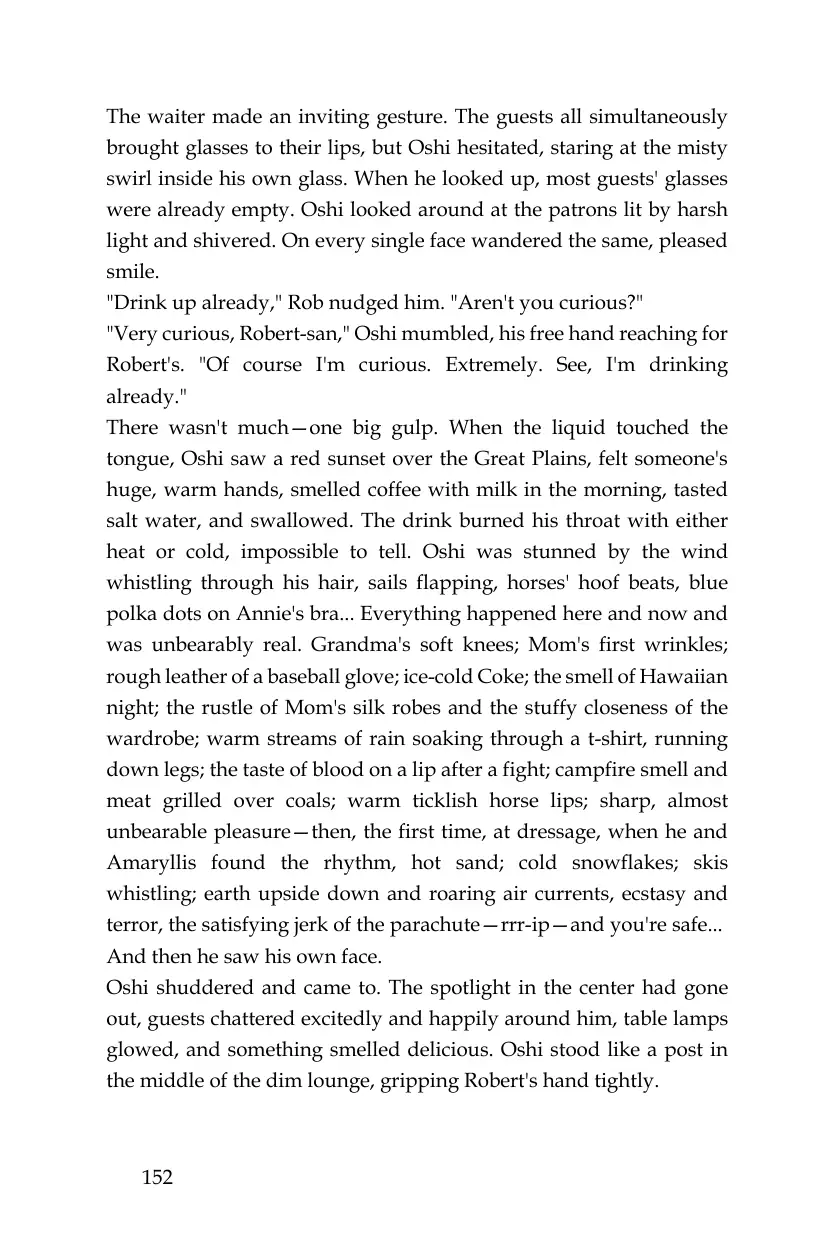 The waiter made an inviting gesture. The guests all simultaneously
brought glasses to their lips, but Oshi hesitated, staring at the misty
swirl inside his own glass. When he looked up, most guests' glasses
were already empty. Oshi looked around at the patrons lit by harsh
light and shivered. On every single face wandered the same, pleased
smile.
"Drink up already," Rob nudged him. "Aren't you curious?"
"Very curious, Robert-san," Oshi mumbled, his free hand reaching for
Robert's. "Of course I'm curious. Extremely. See, I'm drinking
already."
There wasn't much—one big gulp. When the liquid touched the
tongue, Oshi saw a red sunset over the Great Plains, felt someone's
huge, warm hands, smelled coffee with milk in the morning, tasted
salt water, and swallowed. The drink burned his throat with either
heat or cold, impossible to tell. Oshi was stunned by the wind
whistling through his hair, sails flapping, horses' hoof beats, blue
polka dots on Annie's bra... Everything happened here and now and
was unbearably real. Grandma's soft knees; Mom's first wrinkles;
rough leather of a baseball glove; ice-cold Coke; the smell of Hawaiian
night; the rustle of Mom's silk robes and the stuffy closeness of the
wardrobe; warm streams of rain soaking through a t-shirt, running
down legs; the taste of blood on a lip after a fight; campfire smell and
meat grilled over coals; warm ticklish horse lips; sharp, almost
unbearable pleasure—then, the first time, at dressage, when he and
Amaryllis found the rhythm, hot sand; cold snowflakes; skis
whistling; earth upside down and roaring air currents, ecstasy and
terror, the satisfying jerk of the parachute—rrr-ip—and you're safe...
And then he saw his own face.
Oshi shuddered and came to. The spotlight in the center had gone
out, guests chattered excitedly and happily around him, table lamps
glowed, and something smelled delicious. Oshi stood like a post in
the middle of the dim lounge, gripping Robert's hand tightly.
152